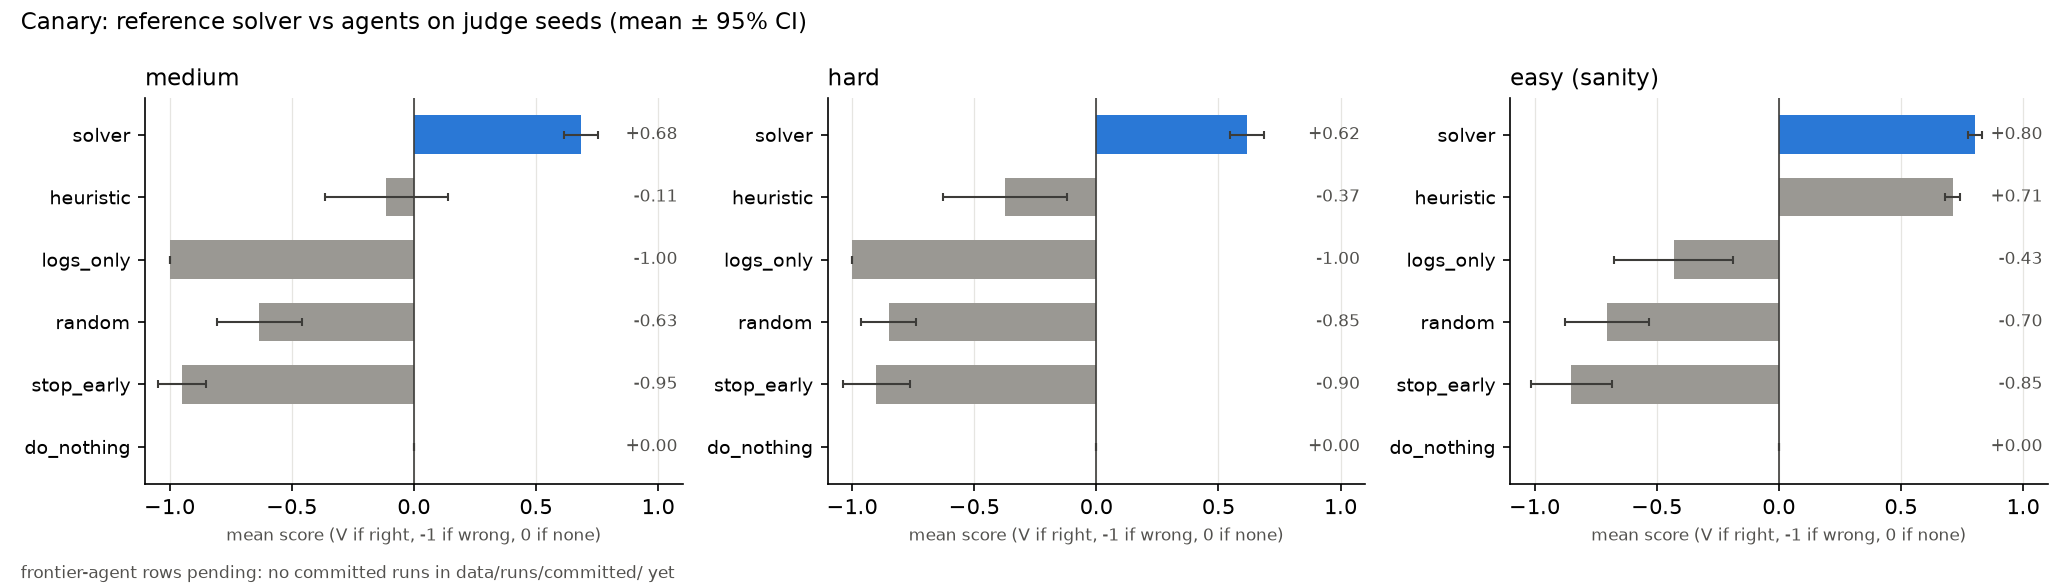 Canary: reference solver vs agents on judge seeds (mean ± 95% CI)
medium
solver
+0.68
heuristic
-0.11
logs_only
-1.00
random
-0.63
stop_early
-0.95
do_nothing
+0.00
−1.0 −0.5 0.0 0.5 1.0
mean score (V if right, -1 if wrong, 0 if none)
hard
solver
+0.62
heuristic
-0.37
logs_only
-1.00
random
-0.85
stop_early
-0.90
do_nothing
+0.00
−1.0 −0.5 0.0 0.5 1.0
mean score (V if right, -1 if wrong, 0 if none)
easy (sanity)
solver
+0.80
heuristic
+0.71
logs_only
-0.43
random
-0.70
stop_early
-0.85
do_nothing
+0.00
−1.0 −0.5 0.0 0.5 1.0
mean score (V if right, -1 if wrong, 0 if none)
frontier-agent rows pending: no committed runs in data/runs/committed/ yet